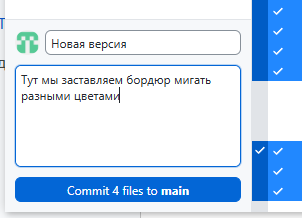 Новая версия
Тут мы заставляем бордюр мигать
разными цветами
Commit 4 files to main